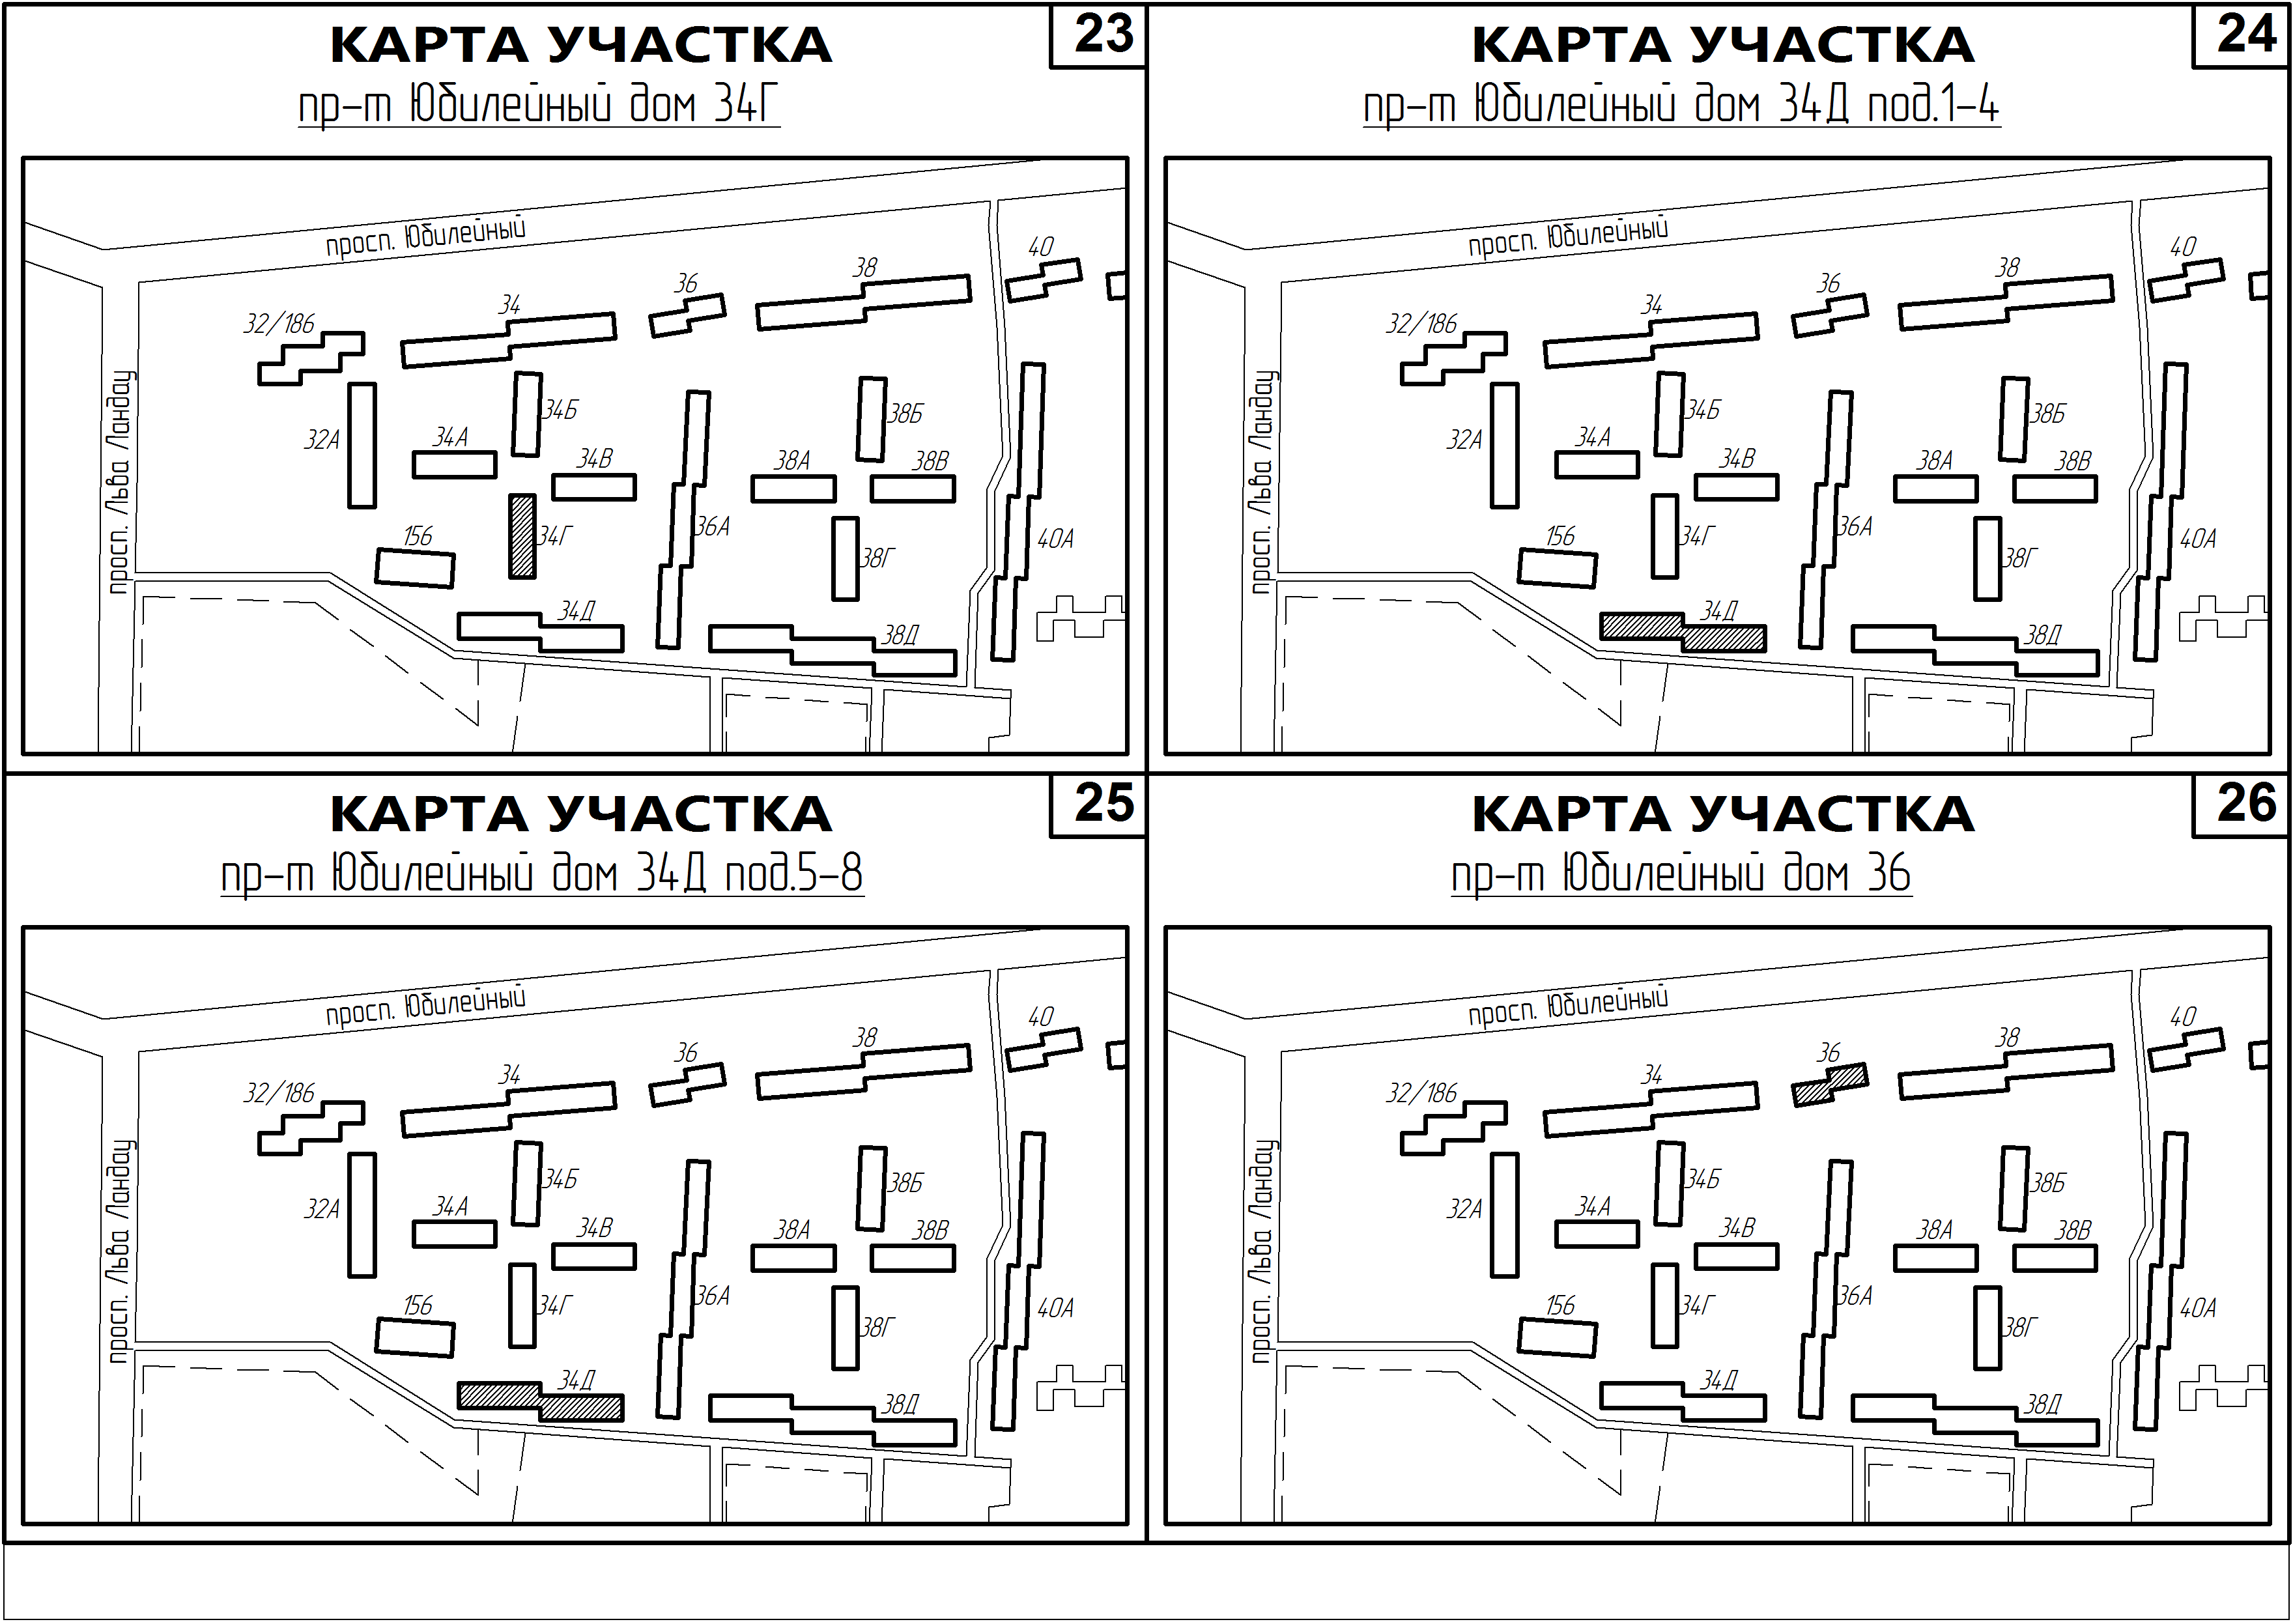 КАРТА УЧАСТКА
23
пр-т Юбилейный дом 34Г
просп. Юбилейный
40
38
36
34
32/186
просп. Льва Ландау
34Б
38Б
32А
34А
34В
38А
38В
156
34Г
36А
38Г
40А
34Д
38Д
КАРТА УЧАСТКА
24
пр-т Юбилейный дом 34Д под.1-4
просп. Юбилейный
40
38
36
34
32/186
просп. Льва Ландау
34Б
38Б
32А
34А
34В
38А
38В
156
34Г
36А
38Г
40А
34Д
38Д
КАРТА УЧАСТКА
25
пр-т Юбилейный дом 34Д под.5-8
просп. Юбилейный
40
38
36
34
32/186
просп. Льва Ландау
34Б
38Б
32А
34А
34В
38А
38В
156
34Г
36А
38Г
40А
34Д
38Д
КАРТА УЧАСТКА
26
пр-т Юбилейный дом 36
просп. Юбилейный
40
38
36
34
32/186
просп. Льва Ландау
34Б
38Б
32А
34А
34В
38А
38В
156
34Г
36А
38Г
40А
34Д
38Д